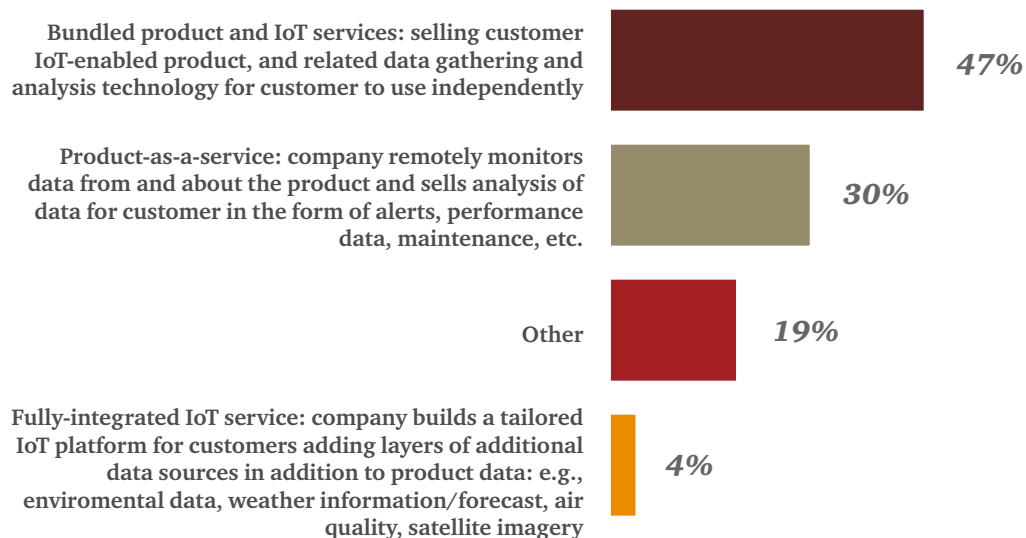 Bundled product and IoT services: selling customer
IoT-enabled product, and related data gathering and
analysis technology for customer to use independently
47%
Product-as-a-service: company remotely monitors
data from and about the product and sells analysis of
data for customer in the form of alerts, performance
data, maintenance, etc.
30%
Other
19%
Fully-integrated IoT service: company builds a tailored
IoT platform for customers adding layers of additional
data sources in addition to product data: e.g.,
enviromental data, weather information/forecast, air
quality, satellite imagery
4%